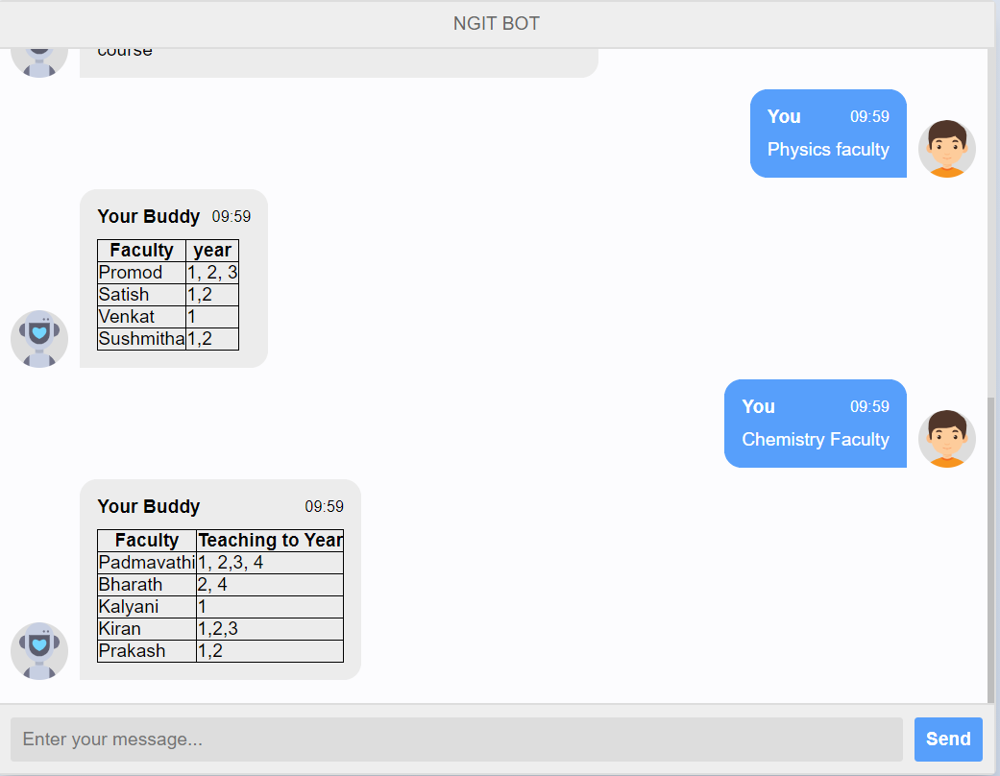 NGIT BOT
course
You 09:59
Physics faculty
Your Buddy 09:59
Faculty year
Promod 1, 2, 3
Satish 1,2
Venkat 1
Sushmitha 1,2
You 09:59
Chemistry Faculty
Your Buddy 09:59
Faculty Teaching to Year
Padmavathi 1, 2,3, 4
Bharath 2, 4
Kalyani 1
Kiran 1,2,3
Prakash 1,2
Enter your message... Send